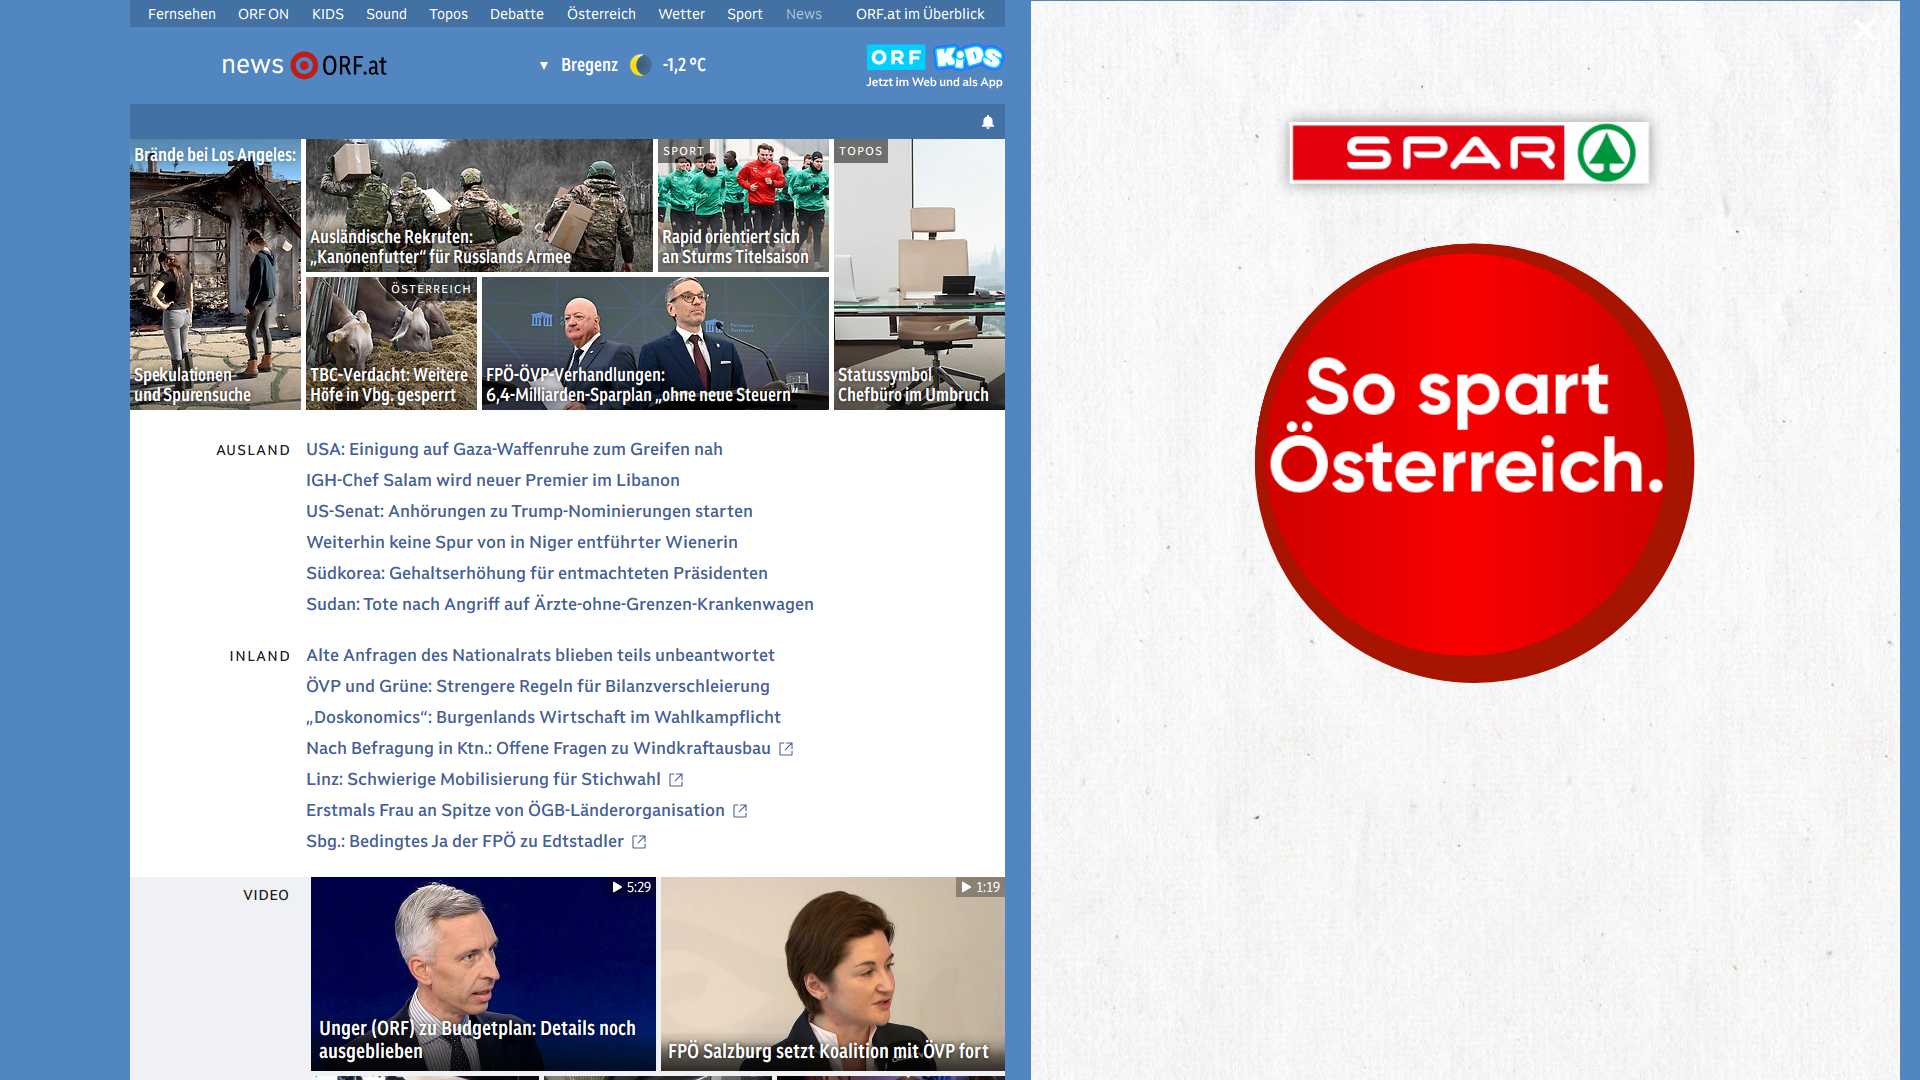 Fernsehen ORF ON KIDS Sound Topos Debatte Österreich Wetter Sport News ORF.at im Überblick
news ORF.at
Bregenz -1,2 °C
ORF KiDS
Jetzt im Web und als App
Brände bei Los Angeles:
Spekulationen
und Spurensuche
Ausländische Rekruten:
„Kanonenfutter“ für Russlands Armee
SPORT
Rapid orientiert sich
an Sturms Titelsaison
TOPOS
Statussymbol
Chefbüro im Umbruch
ÖSTERREICH
TBC-Verdacht: Weitere
Höfe in Vbg. gesperrt
FPÖ-ÖVP-Verhandlungen:
6,4-Milliarden-Sparplan „ohne neue Steuern“
AUSLAND
USA: Einigung auf Gaza-Waffenruhe zum Greifen nah
IGH-Chef Salam wird neuer Premier im Libanon
US-Senat: Anhörungen zu Trump-Nominierungen starten
Weiterhin keine Spur von in Niger entführter Wienerin
Südkorea: Gehaltserhöhung für entmachteten Präsidenten
Sudan: Tote nach Angriff auf Ärzte-ohne-Grenzen-Krankenwagen
INLAND
Alte Anfragen des Nationalrats blieben teils unbeantwortet
ÖVP und Grüne: Strengere Regeln für Bilanzverschleierung
„Doskonomics“: Burgenlands Wirtschaft im Wahlkampflicht
Nach Befragung in Ktn.: Offene Fragen zu Windkraftausbau
Linz: Schwierige Mobilisierung für Stichwahl
Erstmals Frau an Spitze von ÖGB-Länderorganisation
Sbg.: Bedingtes Ja der FPÖ zu Edtstadler
VIDEO
5:29
Unger (ORF) zu Budgetplan: Details noch
ausgeblieben
1:19
FPÖ Salzburg setzt Koalition mit ÖVP fort
SPAR
So spart
Österreich.